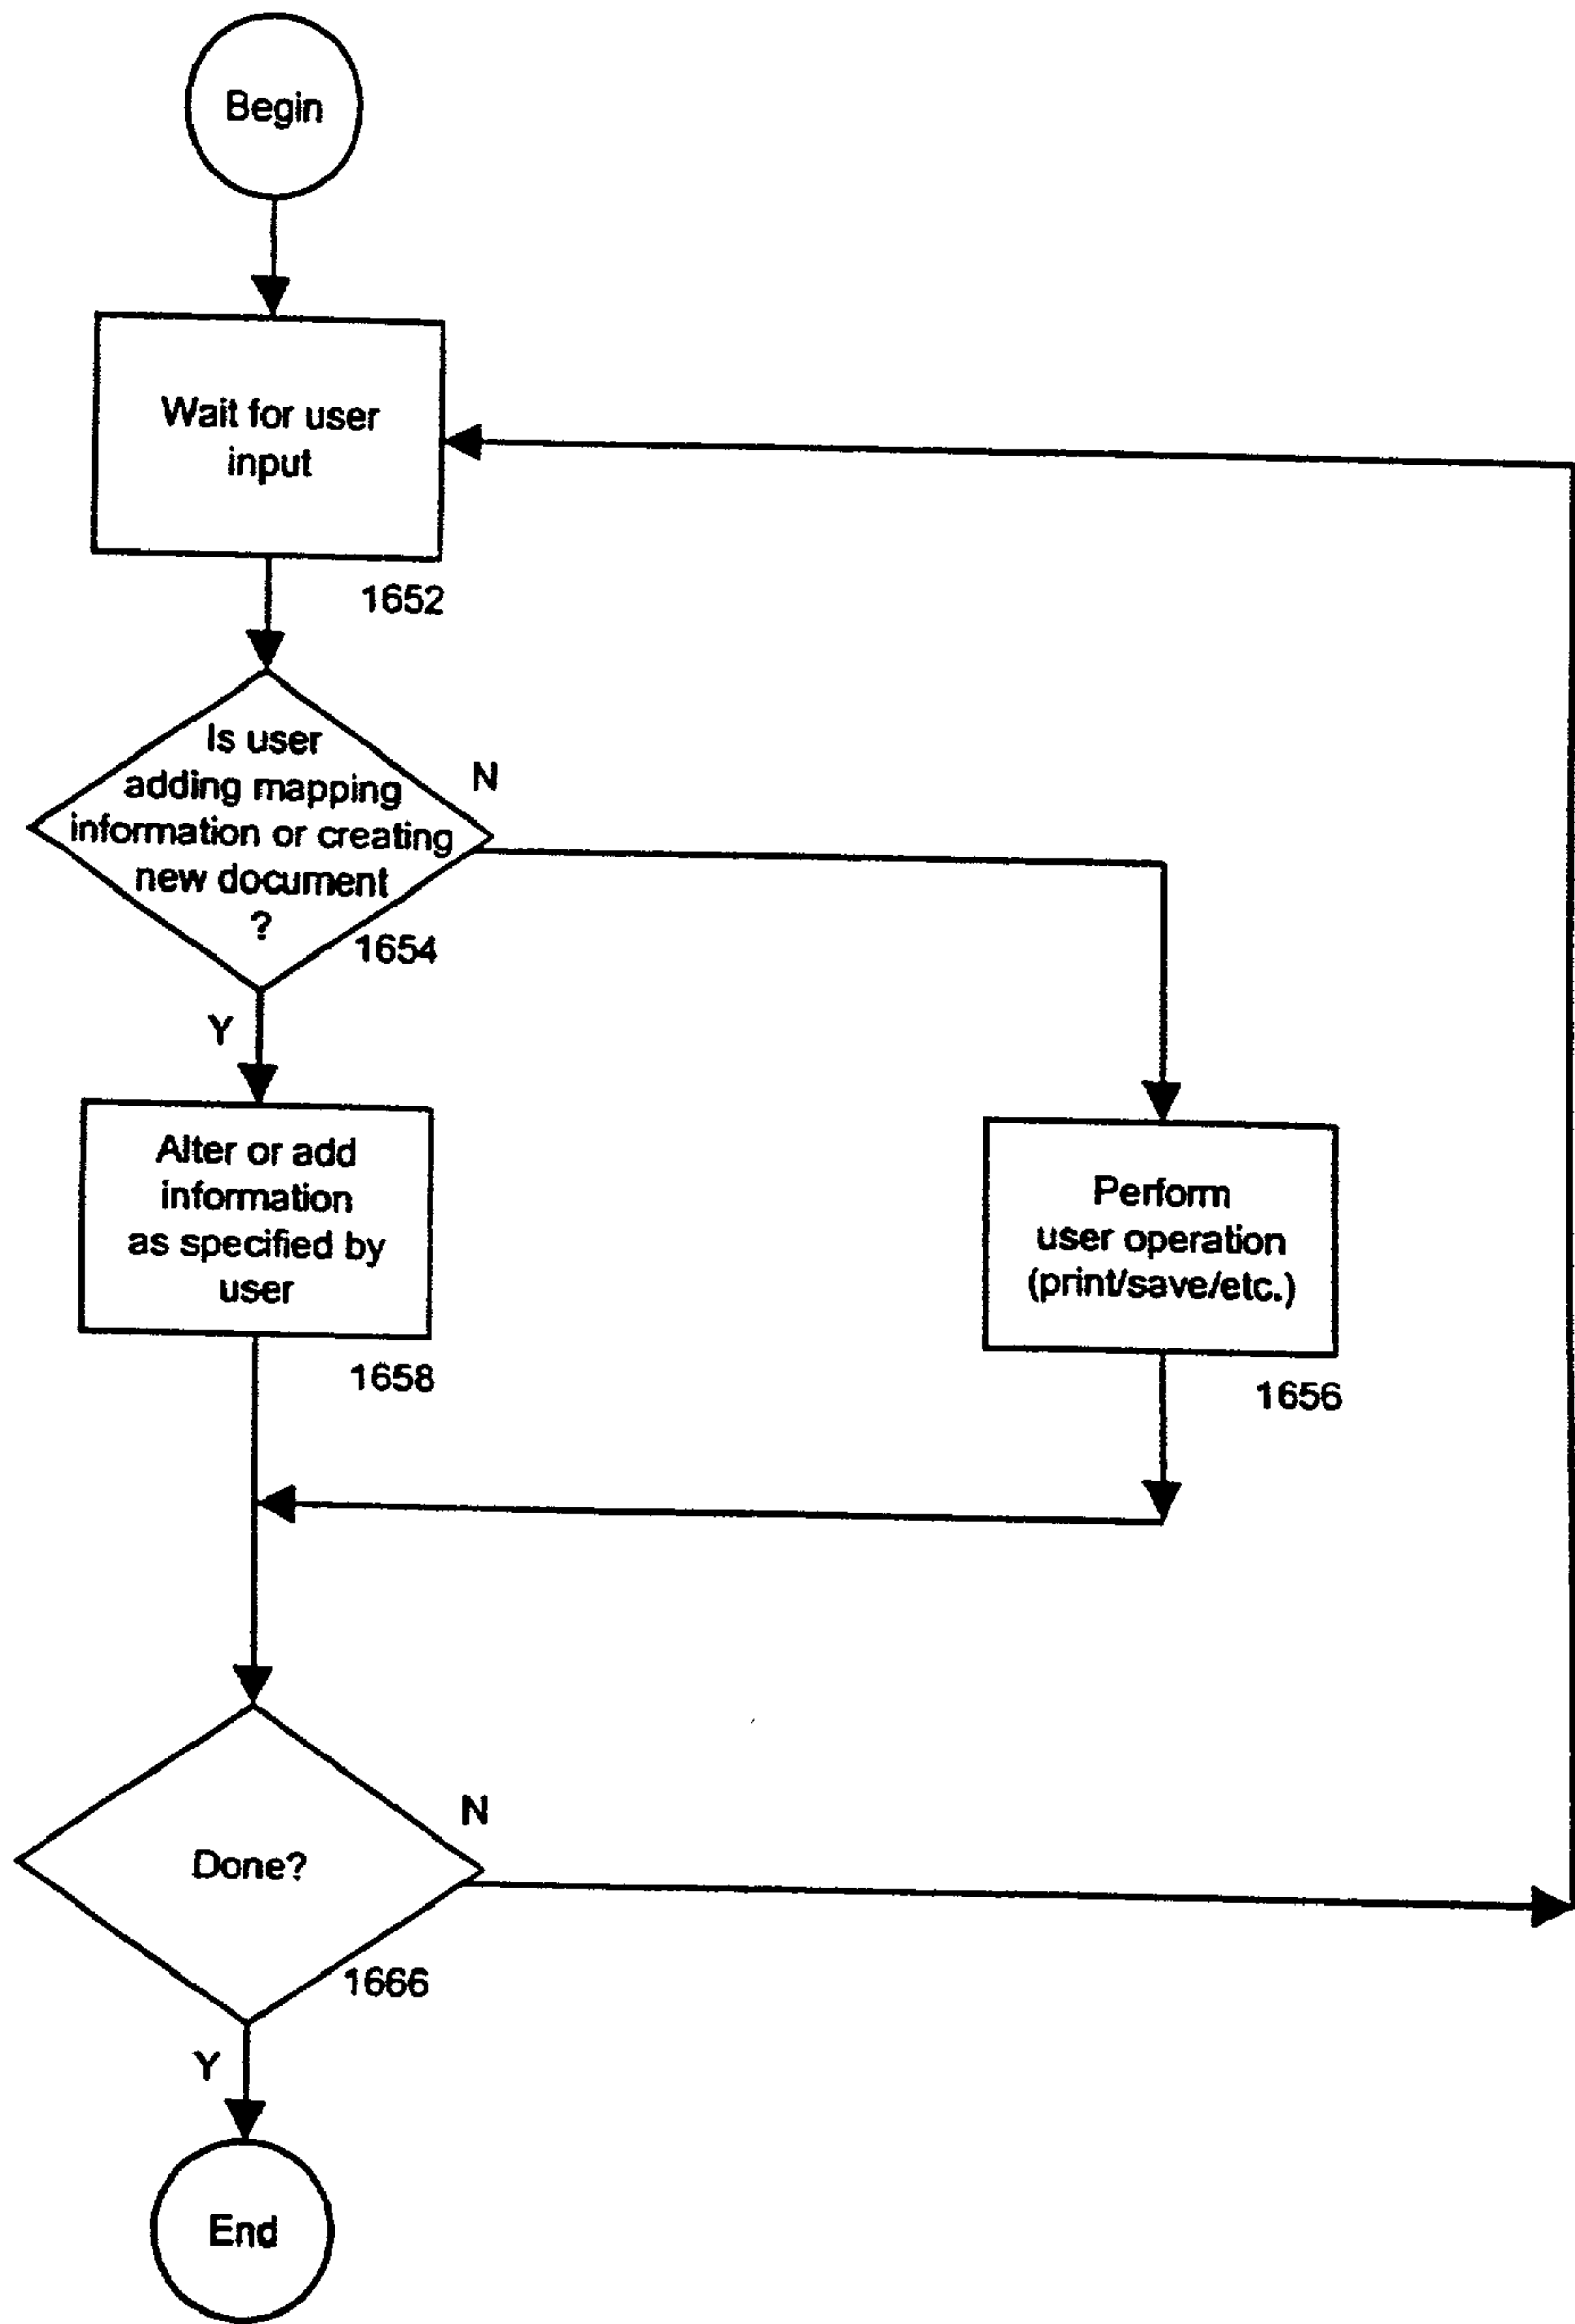 Begin
Wait for user
input
1652
Is user
adding mapping
information or creating
new document
?
1654
N
Y
Alter or add
information
as specified by
user
1658
Perform
user operation
(print/save/etc.)
1656
Done?
N
1666
Y
End